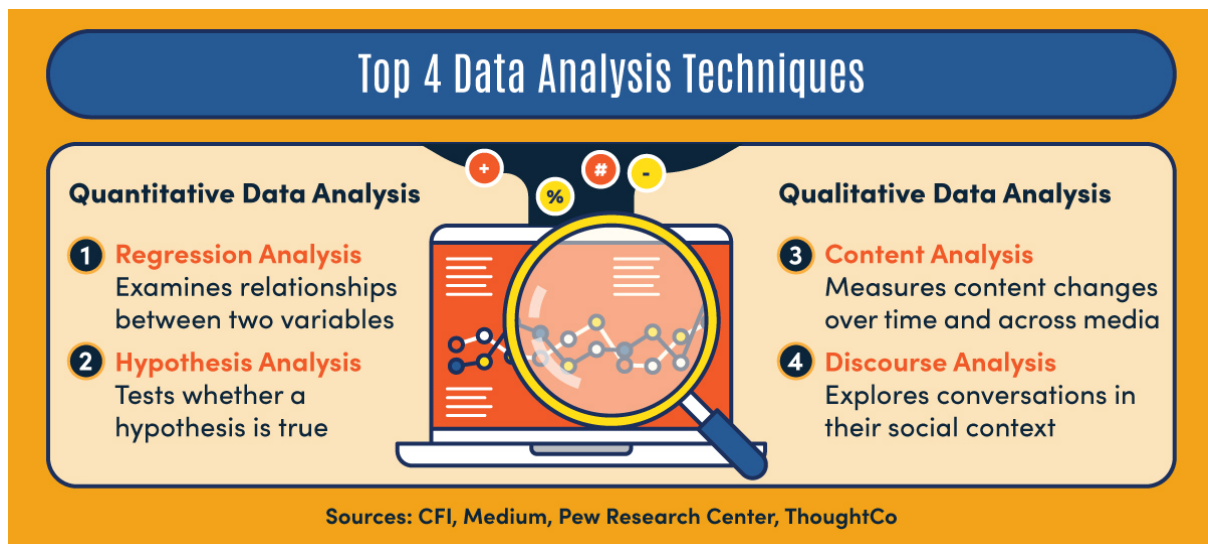 Top 4 Data Analysis Techniques
+
#
-
%
Quantitative Data Analysis
1 Regression Analysis
Examines relationships
between two variables
2 Hypothesis Analysis
Tests whether a
hypothesis is true
Qualitative Data Analysis
3 Content Analysis
Measures content changes
over time and across media
4 Discourse Analysis
Explores conversations in
their social context
Sources: CFI, Medium, Pew Research Center, ThoughtCo